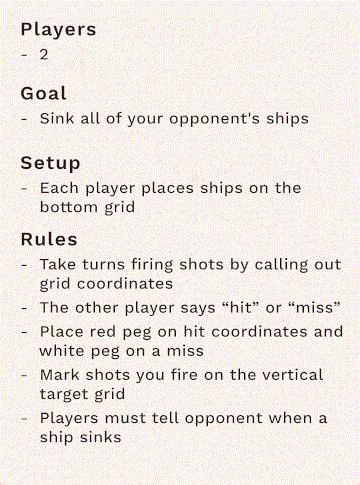 Players
- 2
Goal
- Sink all of your opponent's ships
Setup
- Each player places ships on the
bottom grid
Rules
- Take turns firing shots by calling out
grid coordinates
- The other player says “hit” or “miss”
- Place red peg on hit coordinates and
white peg on a miss
- Mark shots you fire on the vertical
target grid
- Players must tell opponent when a
ship sinks